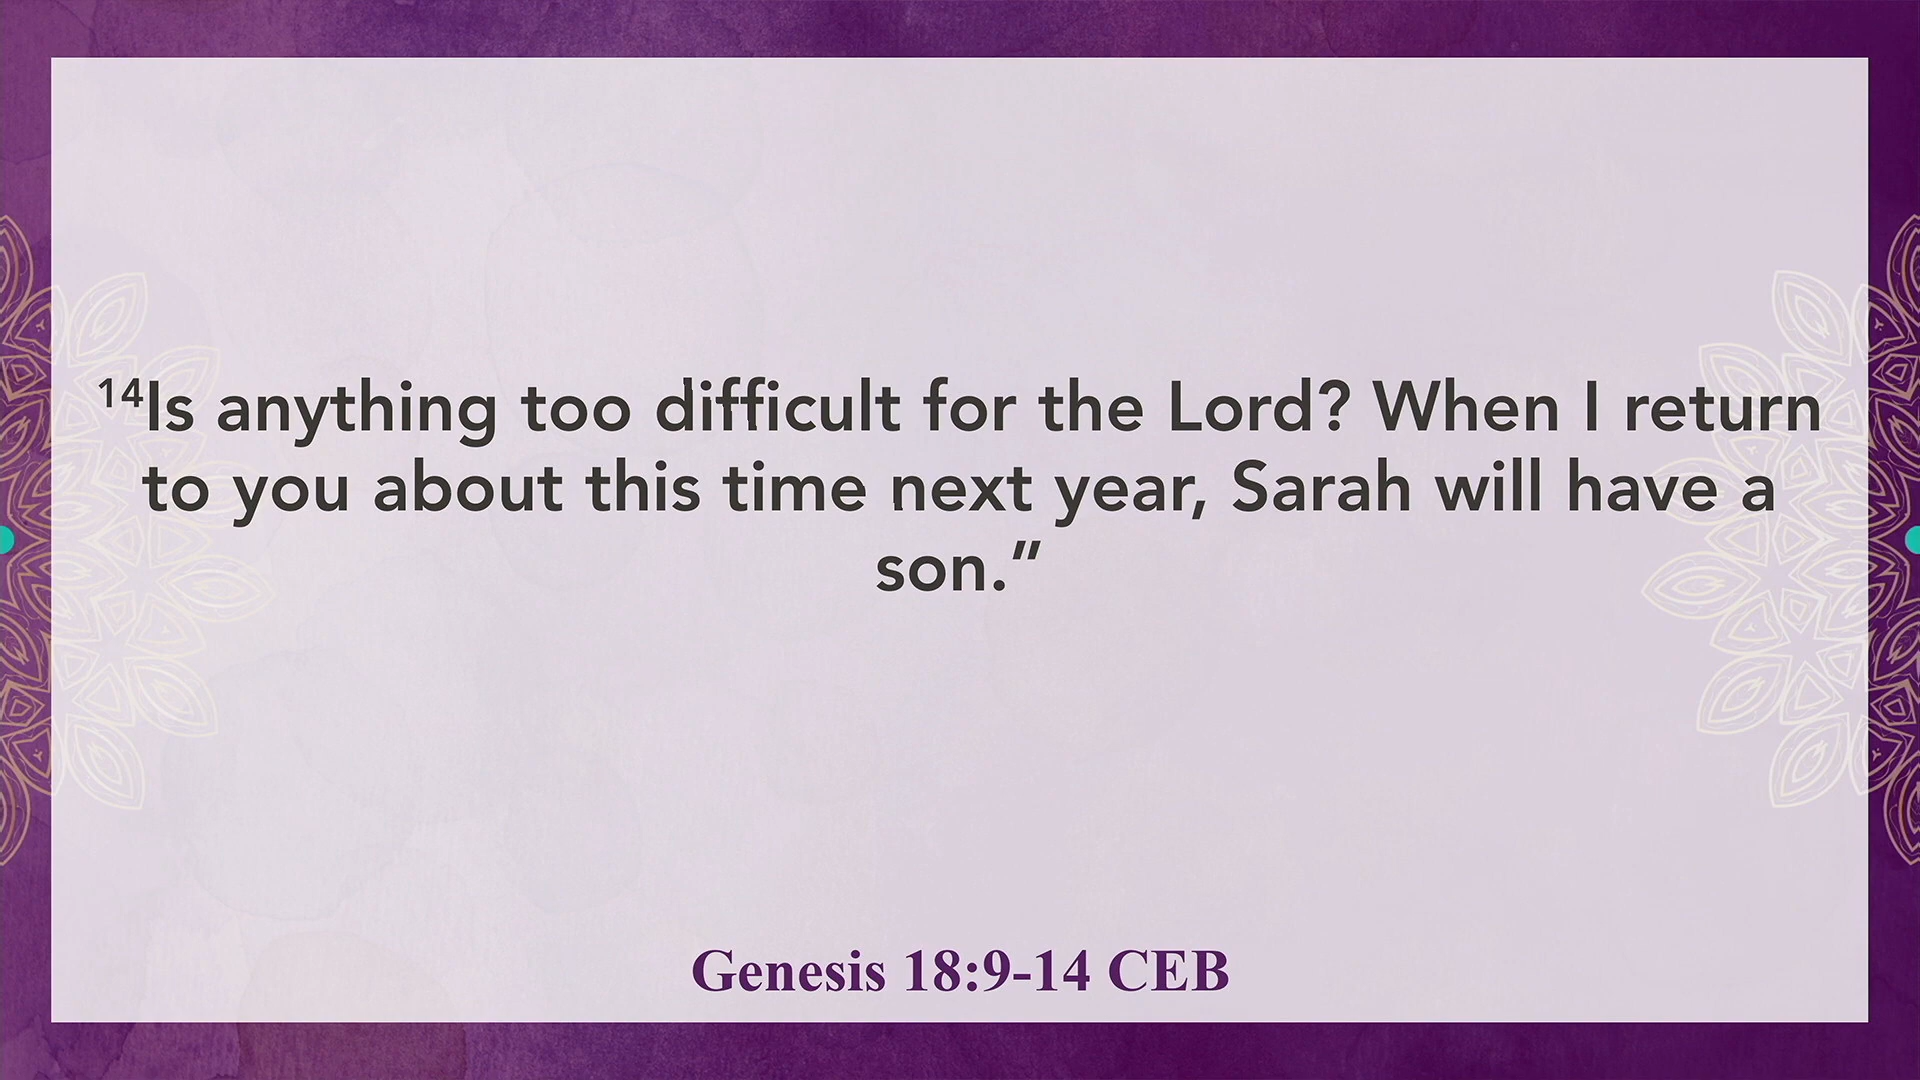 ¹⁴Is anything too difficult for the Lord? When I return
to you about this time next year, Sarah will have a
son.”
Genesis 18:9-14 CEB